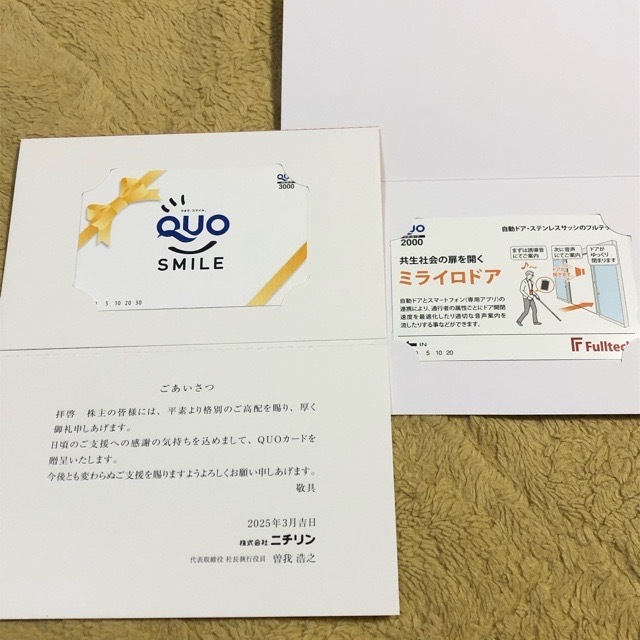 QUO
3000
QUO
SMILE
5 10 20 30
ごあいさつ
拝啓 株主の皆様には、平素より格別のご高配を賜り、厚く
御礼申しあげます。
日頃のご支援への感謝の気持ちを込めまして、QUOカードを
贈呈いたします。
今後とも変わらぬご支援を賜りますようよろしくお願い申しあげます。
敬具
2025年3月吉日
株式会社 ニチリン
代表取締役 社長執行役員 曽我 浩之
QUO
2000
自動ドア・ステンレスサッシのフルテッ
共生社会の扉を開く
ミライロドア
まずは誘導音
にてご案内
次に音声
にてご案内
ドアが
ゆっくり
閉まります
自動ドアとスマートフォン(専用アプリ)の
連携により、通行者の属性ごとにドア開閉
速度を最適化したり適切な音声案内を
流したりする事などができます。
IN
5 10 20
Fulltech